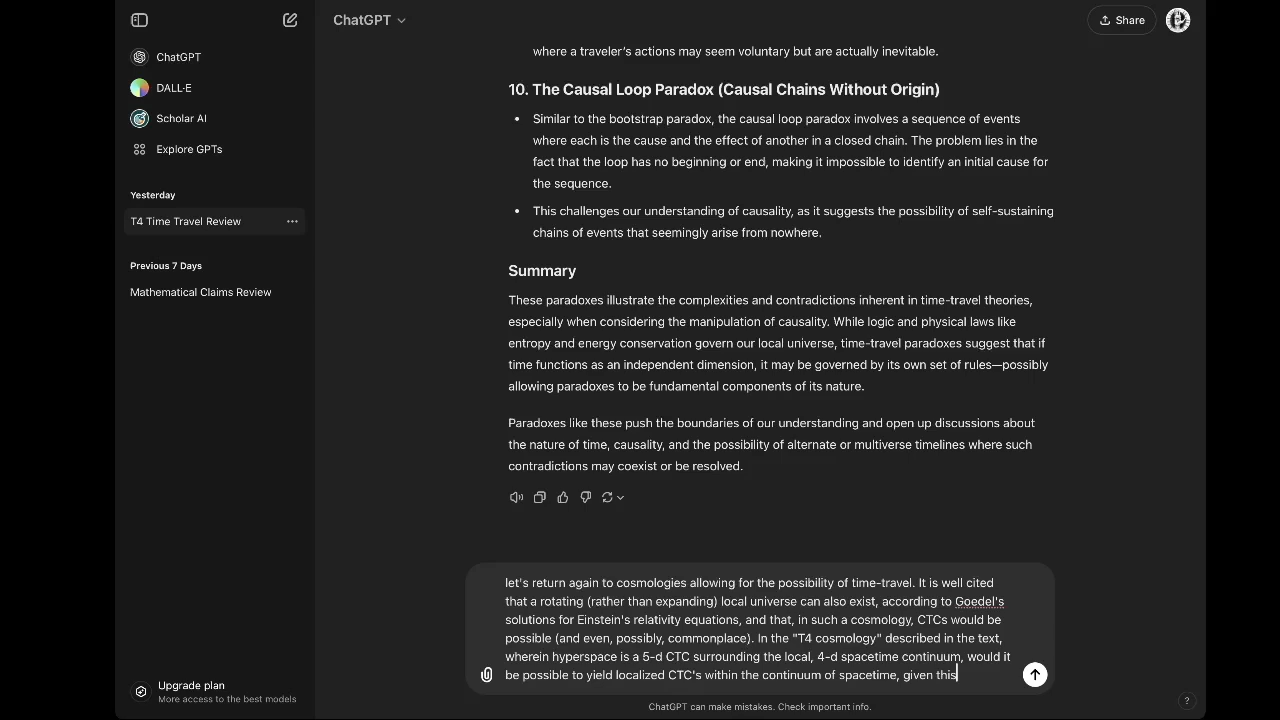 ChatGPT
Share
ChatGPT
DALL·E
Scholar AI
Explore GPTs
Yesterday
T4 Time Travel Review
Previous 7 Days
Mathematical Claims Review
Upgrade plan
More access to the best models
where a traveler's actions may seem voluntary but are actually inevitable.
10. The Causal Loop Paradox (Causal Chains Without Origin)
• Similar to the bootstrap paradox, the causal loop paradox involves a sequence of events
where each is the cause and the effect of another in a closed chain. The problem lies in the
fact that the loop has no beginning or end, making it impossible to identify an initial cause for
the sequence.
• This challenges our understanding of causality, as it suggests the possibility of self-sustaining
chains of events that seemingly arise from nowhere.
Summary
These paradoxes illustrate the complexities and contradictions inherent in time-travel theories,
especially when considering the manipulation of causality. While logic and physical laws like
entropy and energy conservation govern our local universe, time-travel paradoxes suggest that if
time functions as an independent dimension, it may be governed by its own set of rules—possibly
allowing paradoxes to be fundamental components of its nature.
Paradoxes like these push the boundaries of our understanding and open up discussions about
the nature of time, causality, and the possibility of alternate or multiverse timelines where such
contradictions may coexist or be resolved.
let's return again to cosmologies allowing for the possibility of time-travel. It is well cited
that a rotating (rather than expanding) local universe can also exist, according to Goedel's
solutions for Einstein's relativity equations, and that, in such a cosmology, CTCs would be
possible (and even, possibly, commonplace). In the "T4 cosmology" described in the text,
wherein hyperspace is a 5-d CTC surrounding the local, 4-d spacetime continuum, would it
be possible to yield localized CTC's within the continuum of spacetime, given this
ChatGPT can make mistakes. Check important info.
?